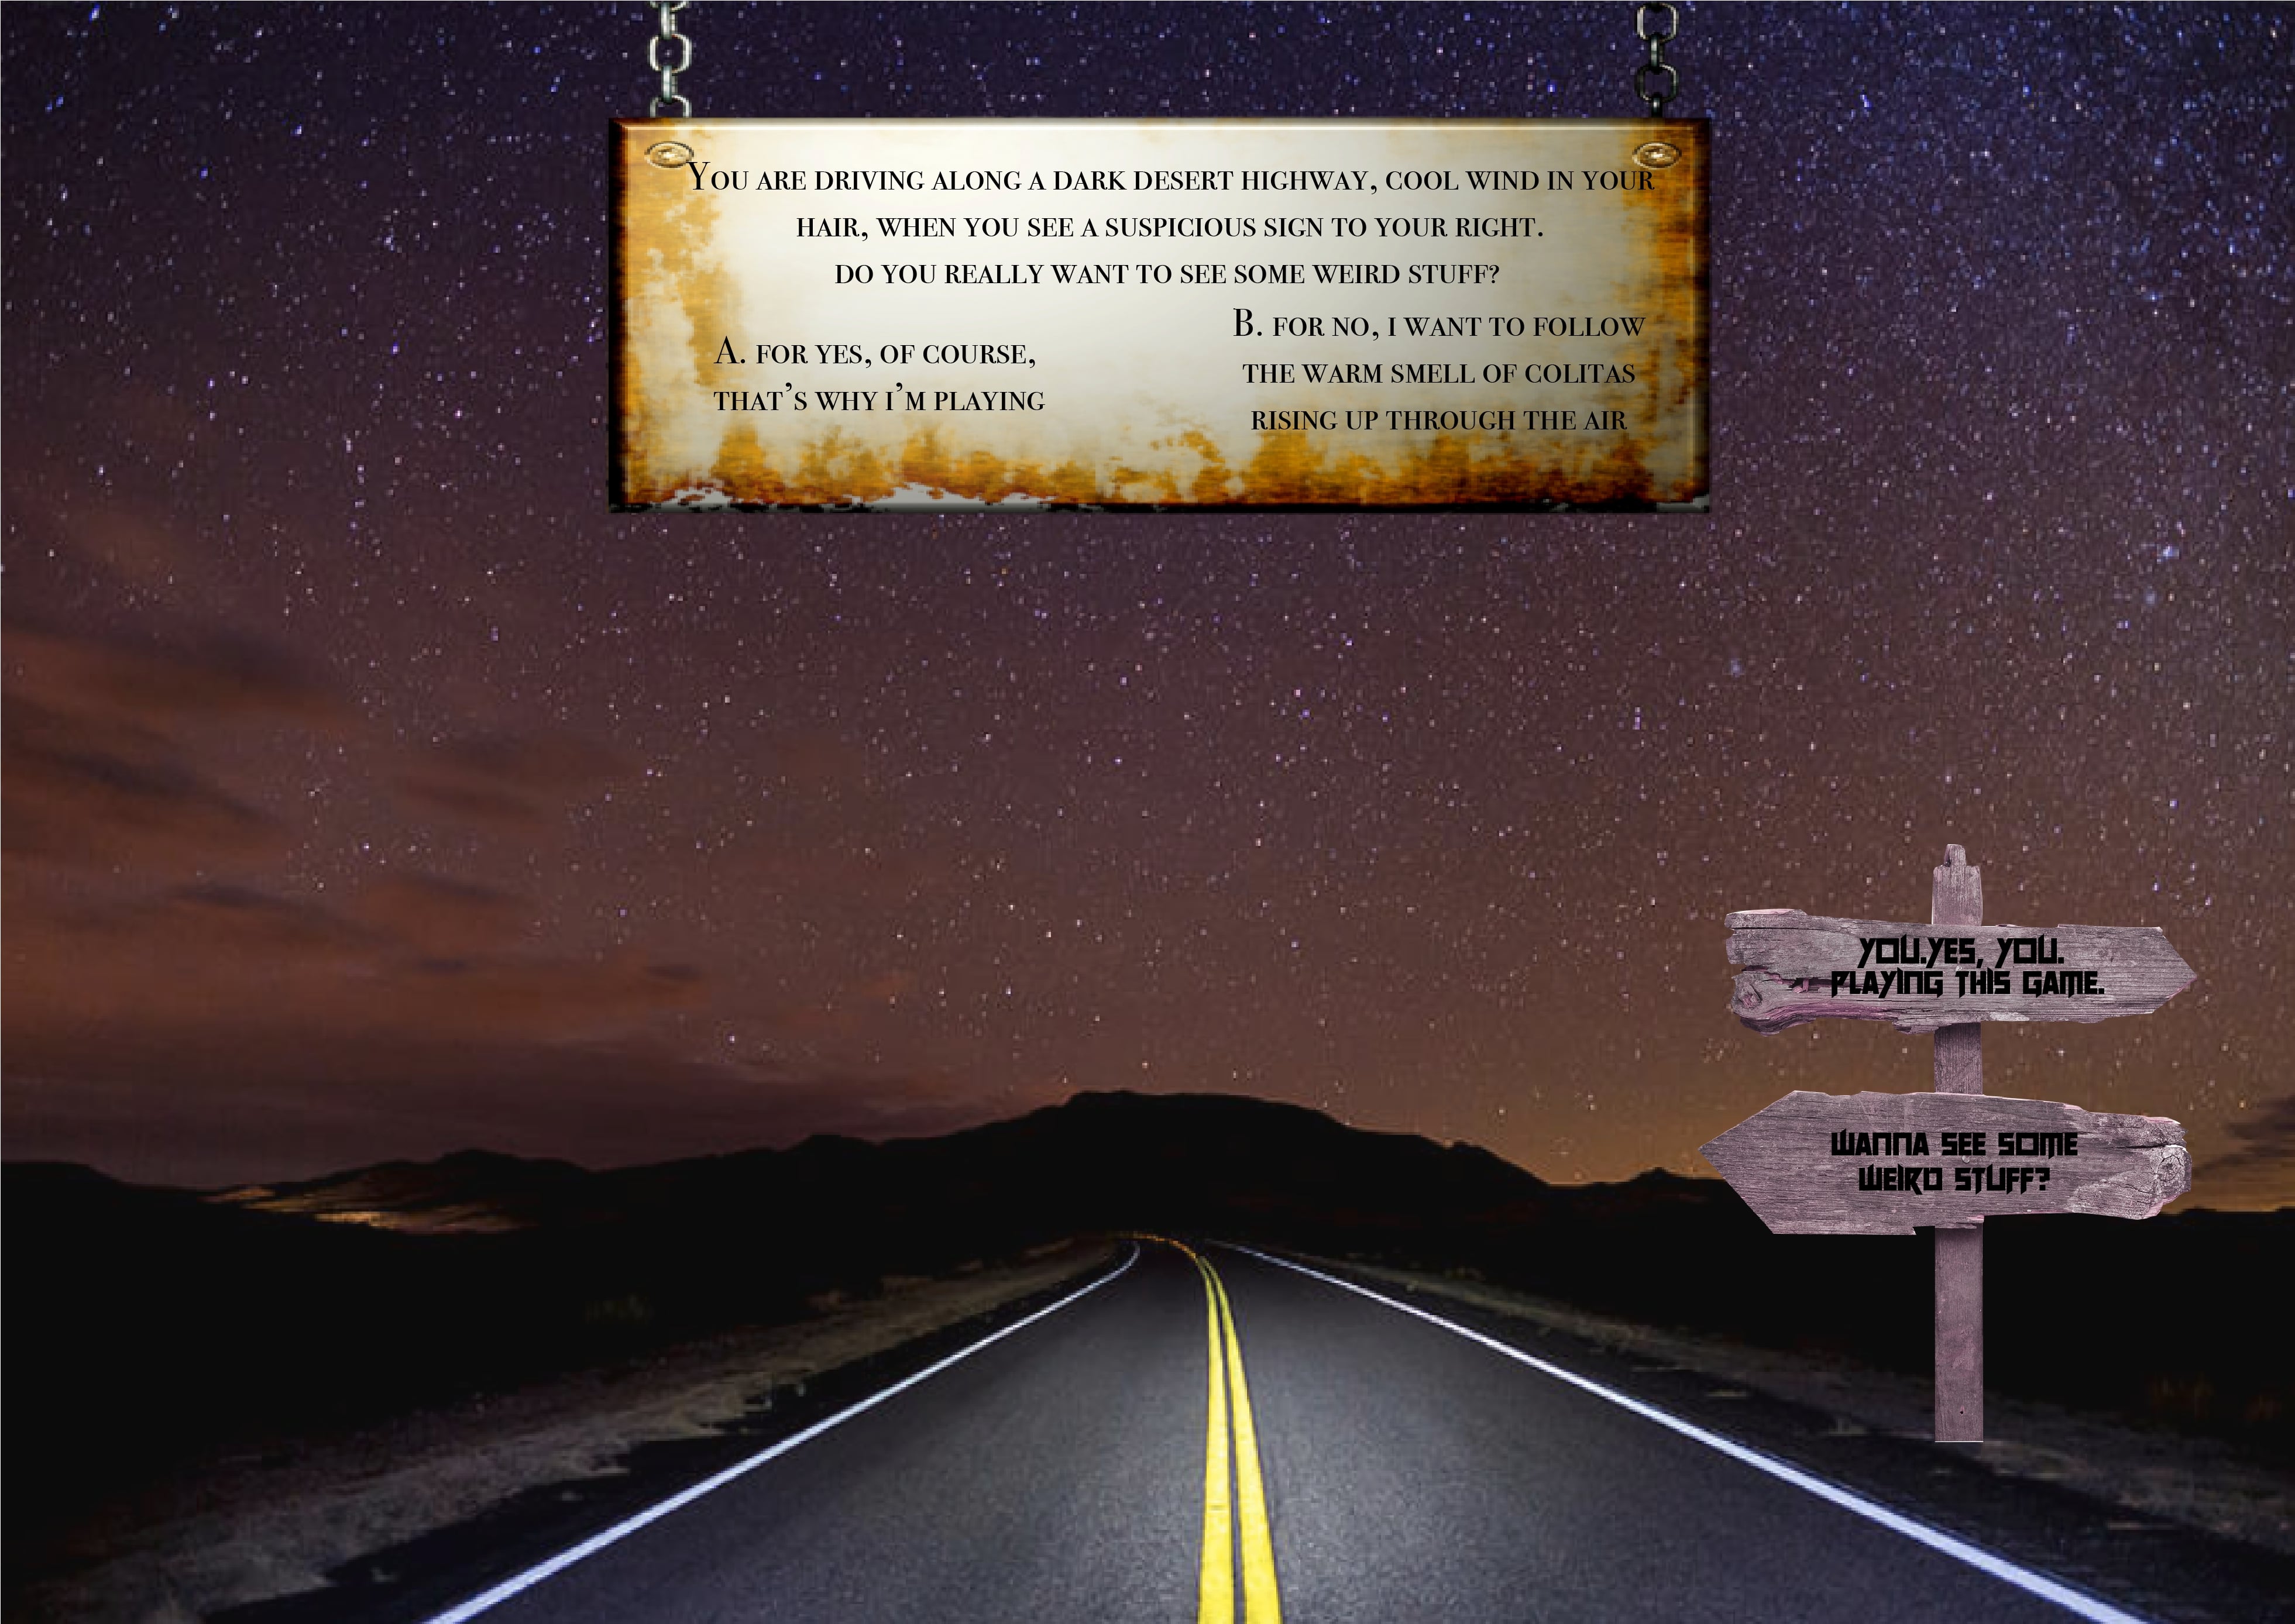 You are driving along a dark desert highway, cool wind in your
hair, when you see a suspicious sign to your right.
do you really want to see some weird stuff?
A. for yes, of course,
that's why i'm playing
B. for no, i want to follow
the warm smell of colitas
rising up through the air
YOU.YES, YOU.
PLAYING THIS GAME.
WANNA SEE SOME
WEIRD STUFF?